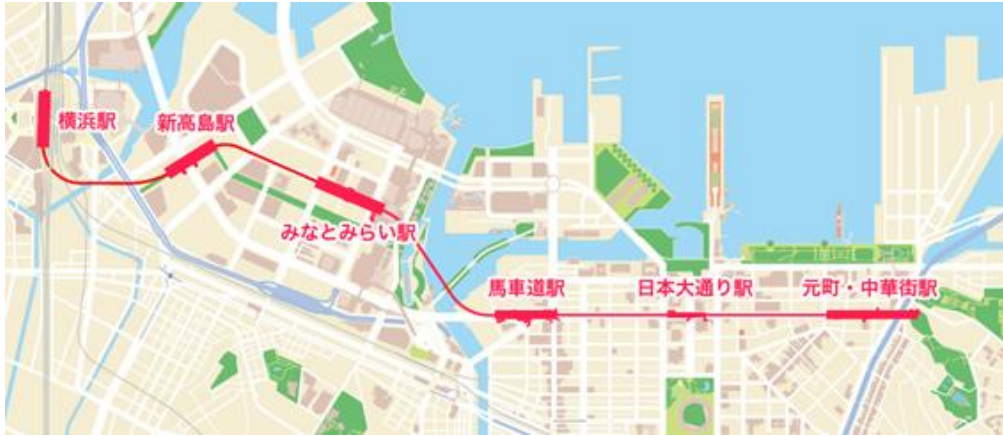 横浜駅
新高島駅
みなとみらい駅
馬車道駅
日本大通り駅
元町・中華街駅